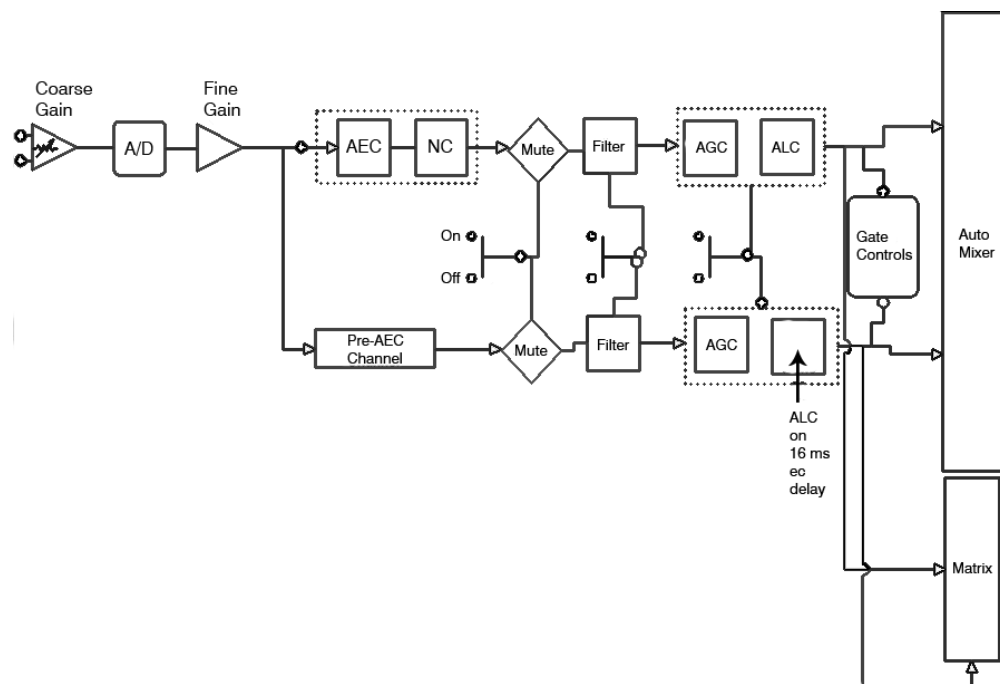 Coarse
Gain
Fine
Gain
A/D
AEC
NC
Mute
Filter
AGC
ALC
On
Off
Gate
Controls
Auto
Mixer
Pre-AEC
Channel
Mute
Filter
AGC
ALC
on
16 ms
ec
delay
Matrix